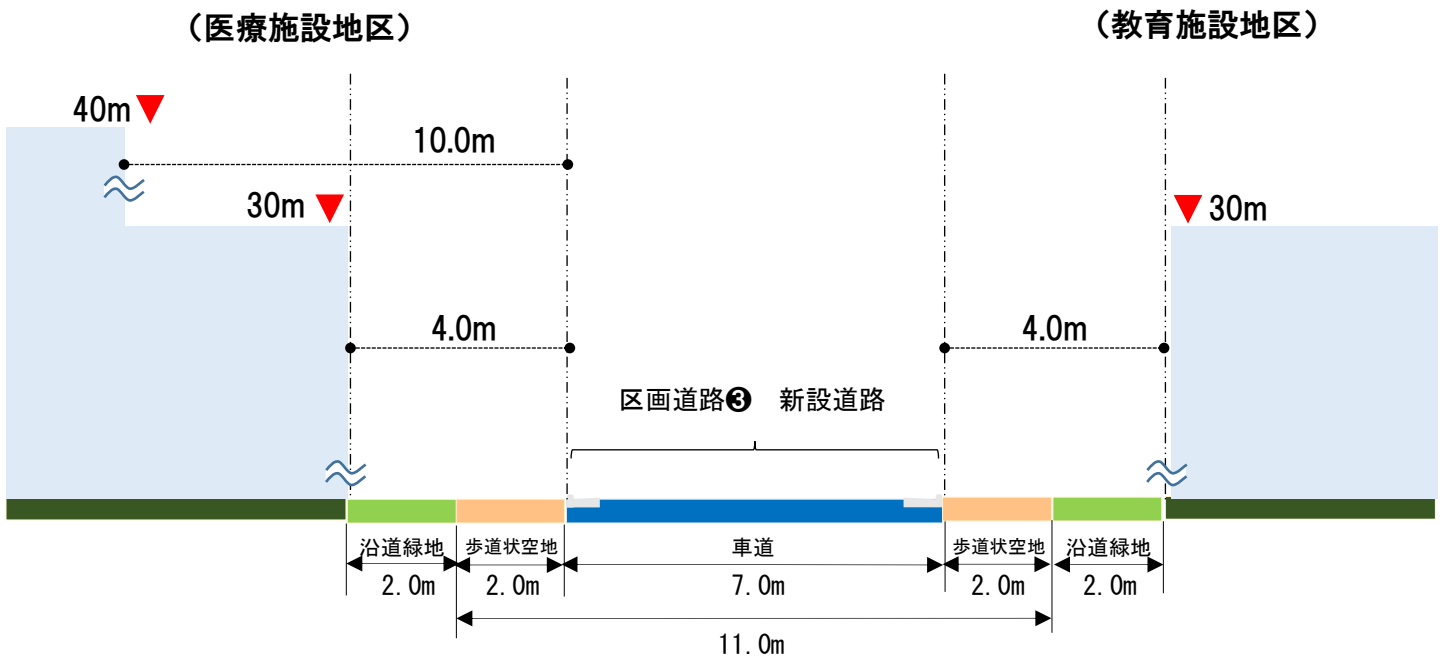 （医療施設地区）
（教育施設地区）
40m
10.0m
30m
30m
4.0m
4.0m
区画道路❸　新設道路
沿道緑地
歩道状空地
車道
歩道状空地
沿道緑地
2.0m
2.0m
7.0m
2.0m
2.0m
11.0m